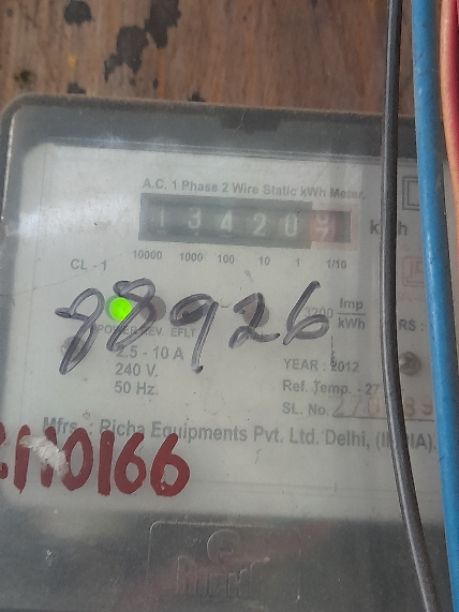 A.C. 1 Phase 2 Wire Static kWh Meter.
1 3 4 2 0
10000 1000 100 10 1 1/10
CL - 1
88926
3200 Imp/kWh
POWER REV. EFLT
2.5 - 10 A
240 V.
50 Hz.
YEAR : 2012
Ref. Temp. - 27
SL. No.
Mfrs. : Richa Equipments Pvt. Ltd. Delhi, (INDIA).
110166